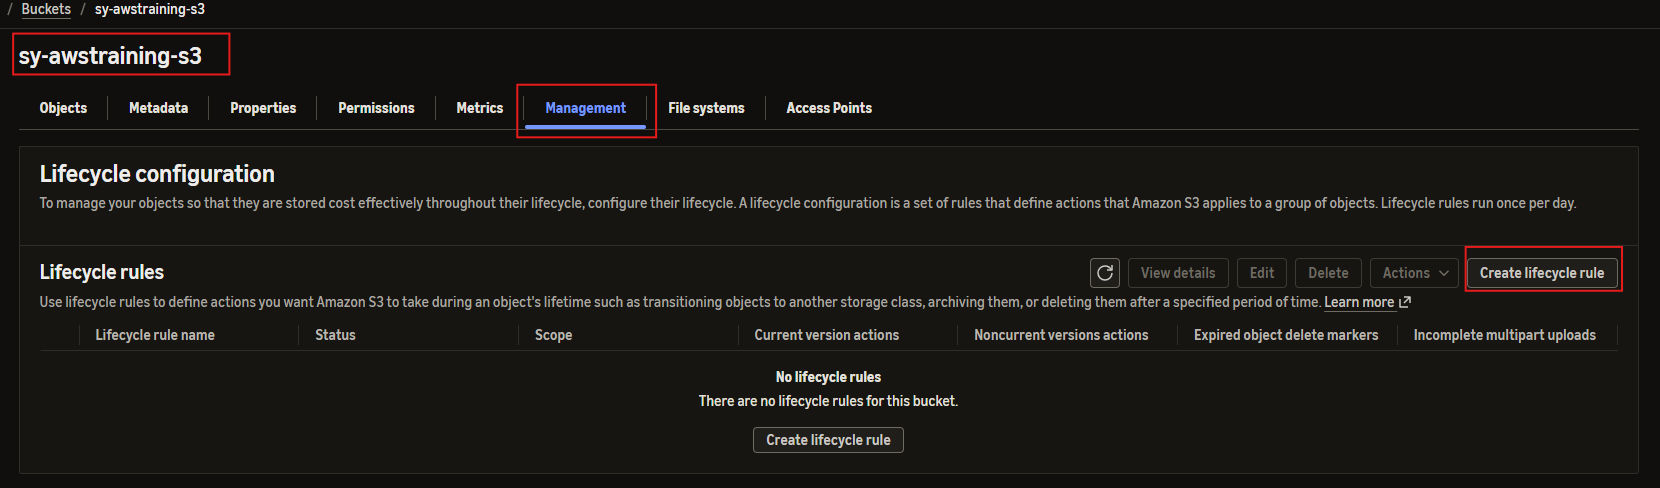 / Buckets / sy-awstraining-s3
sy-awstraining-s3
Objects Metadata Properties Permissions Metrics Management File systems Access Points
Lifecycle configuration
To manage your objects so that they are stored cost effectively throughout their lifecycle, configure their lifecycle. A lifecycle configuration is a set of rules that define actions that Amazon S3 applies to a group of objects. Lifecycle rules run once per day.
Lifecycle rules View details Edit Delete Actions Create lifecycle rule
Use lifecycle rules to define actions you want Amazon S3 to take during an object's lifetime such as transitioning objects to another storage class, archiving them, or deleting them after a specified period of time. Learn more
Lifecycle rule name Status Scope Current version actions Noncurrent versions actions Expired object delete markers Incomplete multipart uploads
No lifecycle rules
There are no lifecycle rules for this bucket.
Create lifecycle rule